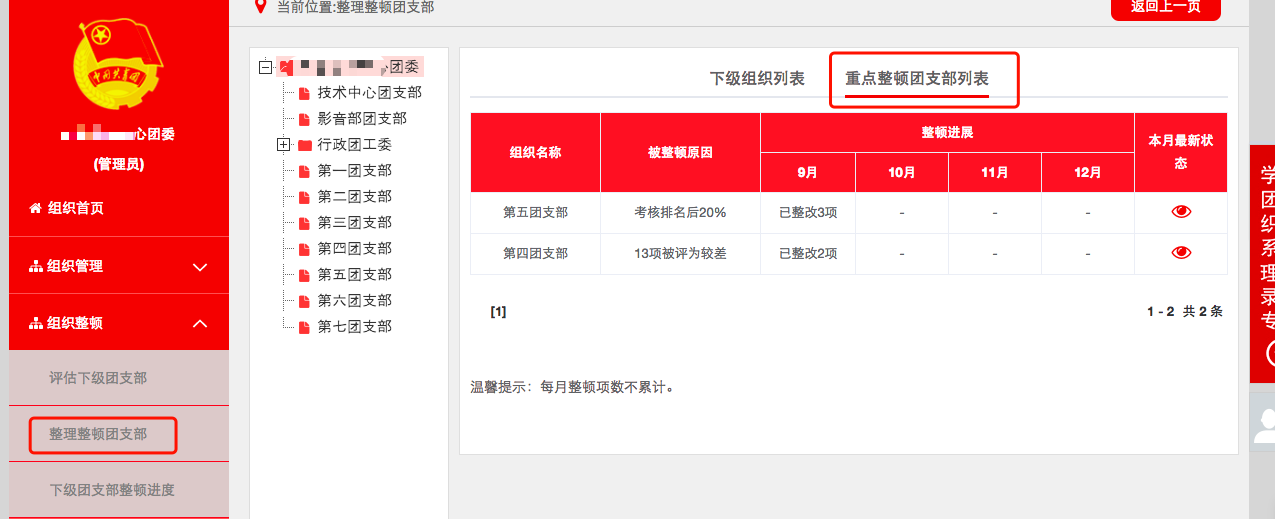 当前位置:整理整顿团支部
返回上一页
中国共青团
心团委
(管理员)
组织首页
组织管理
组织整顿
评估下级团支部
整理整顿团支部
下级团支部整顿进度
心团委
技术中心团支部
影音部团支部
行政团工委
第一团支部
第二团支部
第三团支部
第四团支部
第五团支部
第六团支部
第七团支部
下级组织列表 重点整顿团支部列表
组织名称 被整顿原因 整顿进展 本月最新状态
9月 10月 11月 12月
第五团支部 考核排名后20% 已整改3项 - - -
第四团支部 13项被评为较差 已整改2项 - - -
[1] 1 - 2 共 2 条
温馨提示：每月整顿项数不累计。
学
团
织
系
理
录
专